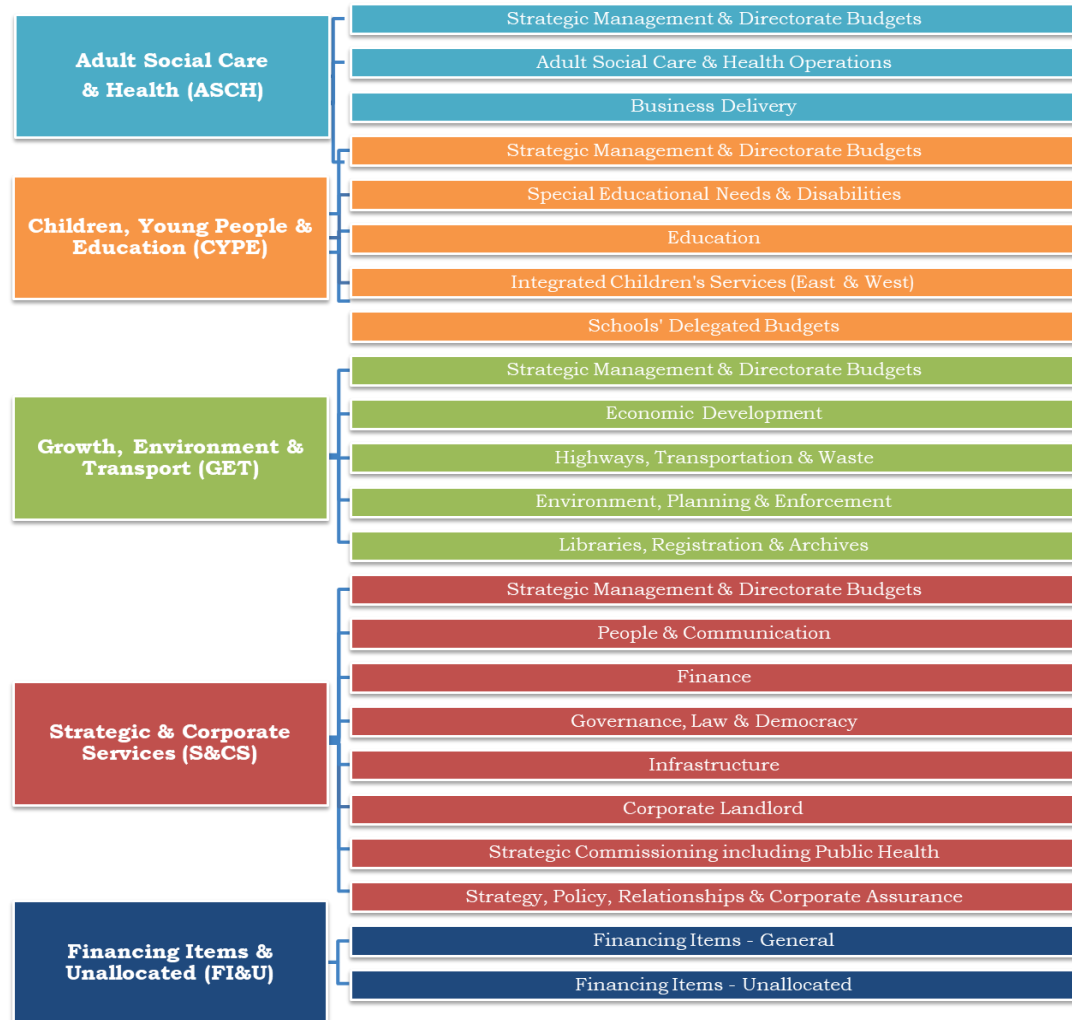 Adult Social Care
& Health (ASCH)
Strategic Management & Directorate Budgets
Adult Social Care & Health Operations
Business Delivery
Children, Young People &
Education (CYPE)
Strategic Management & Directorate Budgets
Special Educational Needs & Disabilities
Education
Integrated Children's Services (East & West)
Schools' Delegated Budgets
Growth, Environment &
Transport (GET)
Strategic Management & Directorate Budgets
Economic Development
Highways, Transportation & Waste
Environment, Planning & Enforcement
Libraries, Registration & Archives
Strategic & Corporate
Services (S&CS)
Strategic Management & Directorate Budgets
People & Communication
Finance
Governance, Law & Democracy
Infrastructure
Corporate Landlord
Strategic Commissioning including Public Health
Strategy, Policy, Relationships & Corporate Assurance
Financing Items &
Unallocated (FI&U)
Financing Items - General
Financing Items - Unallocated